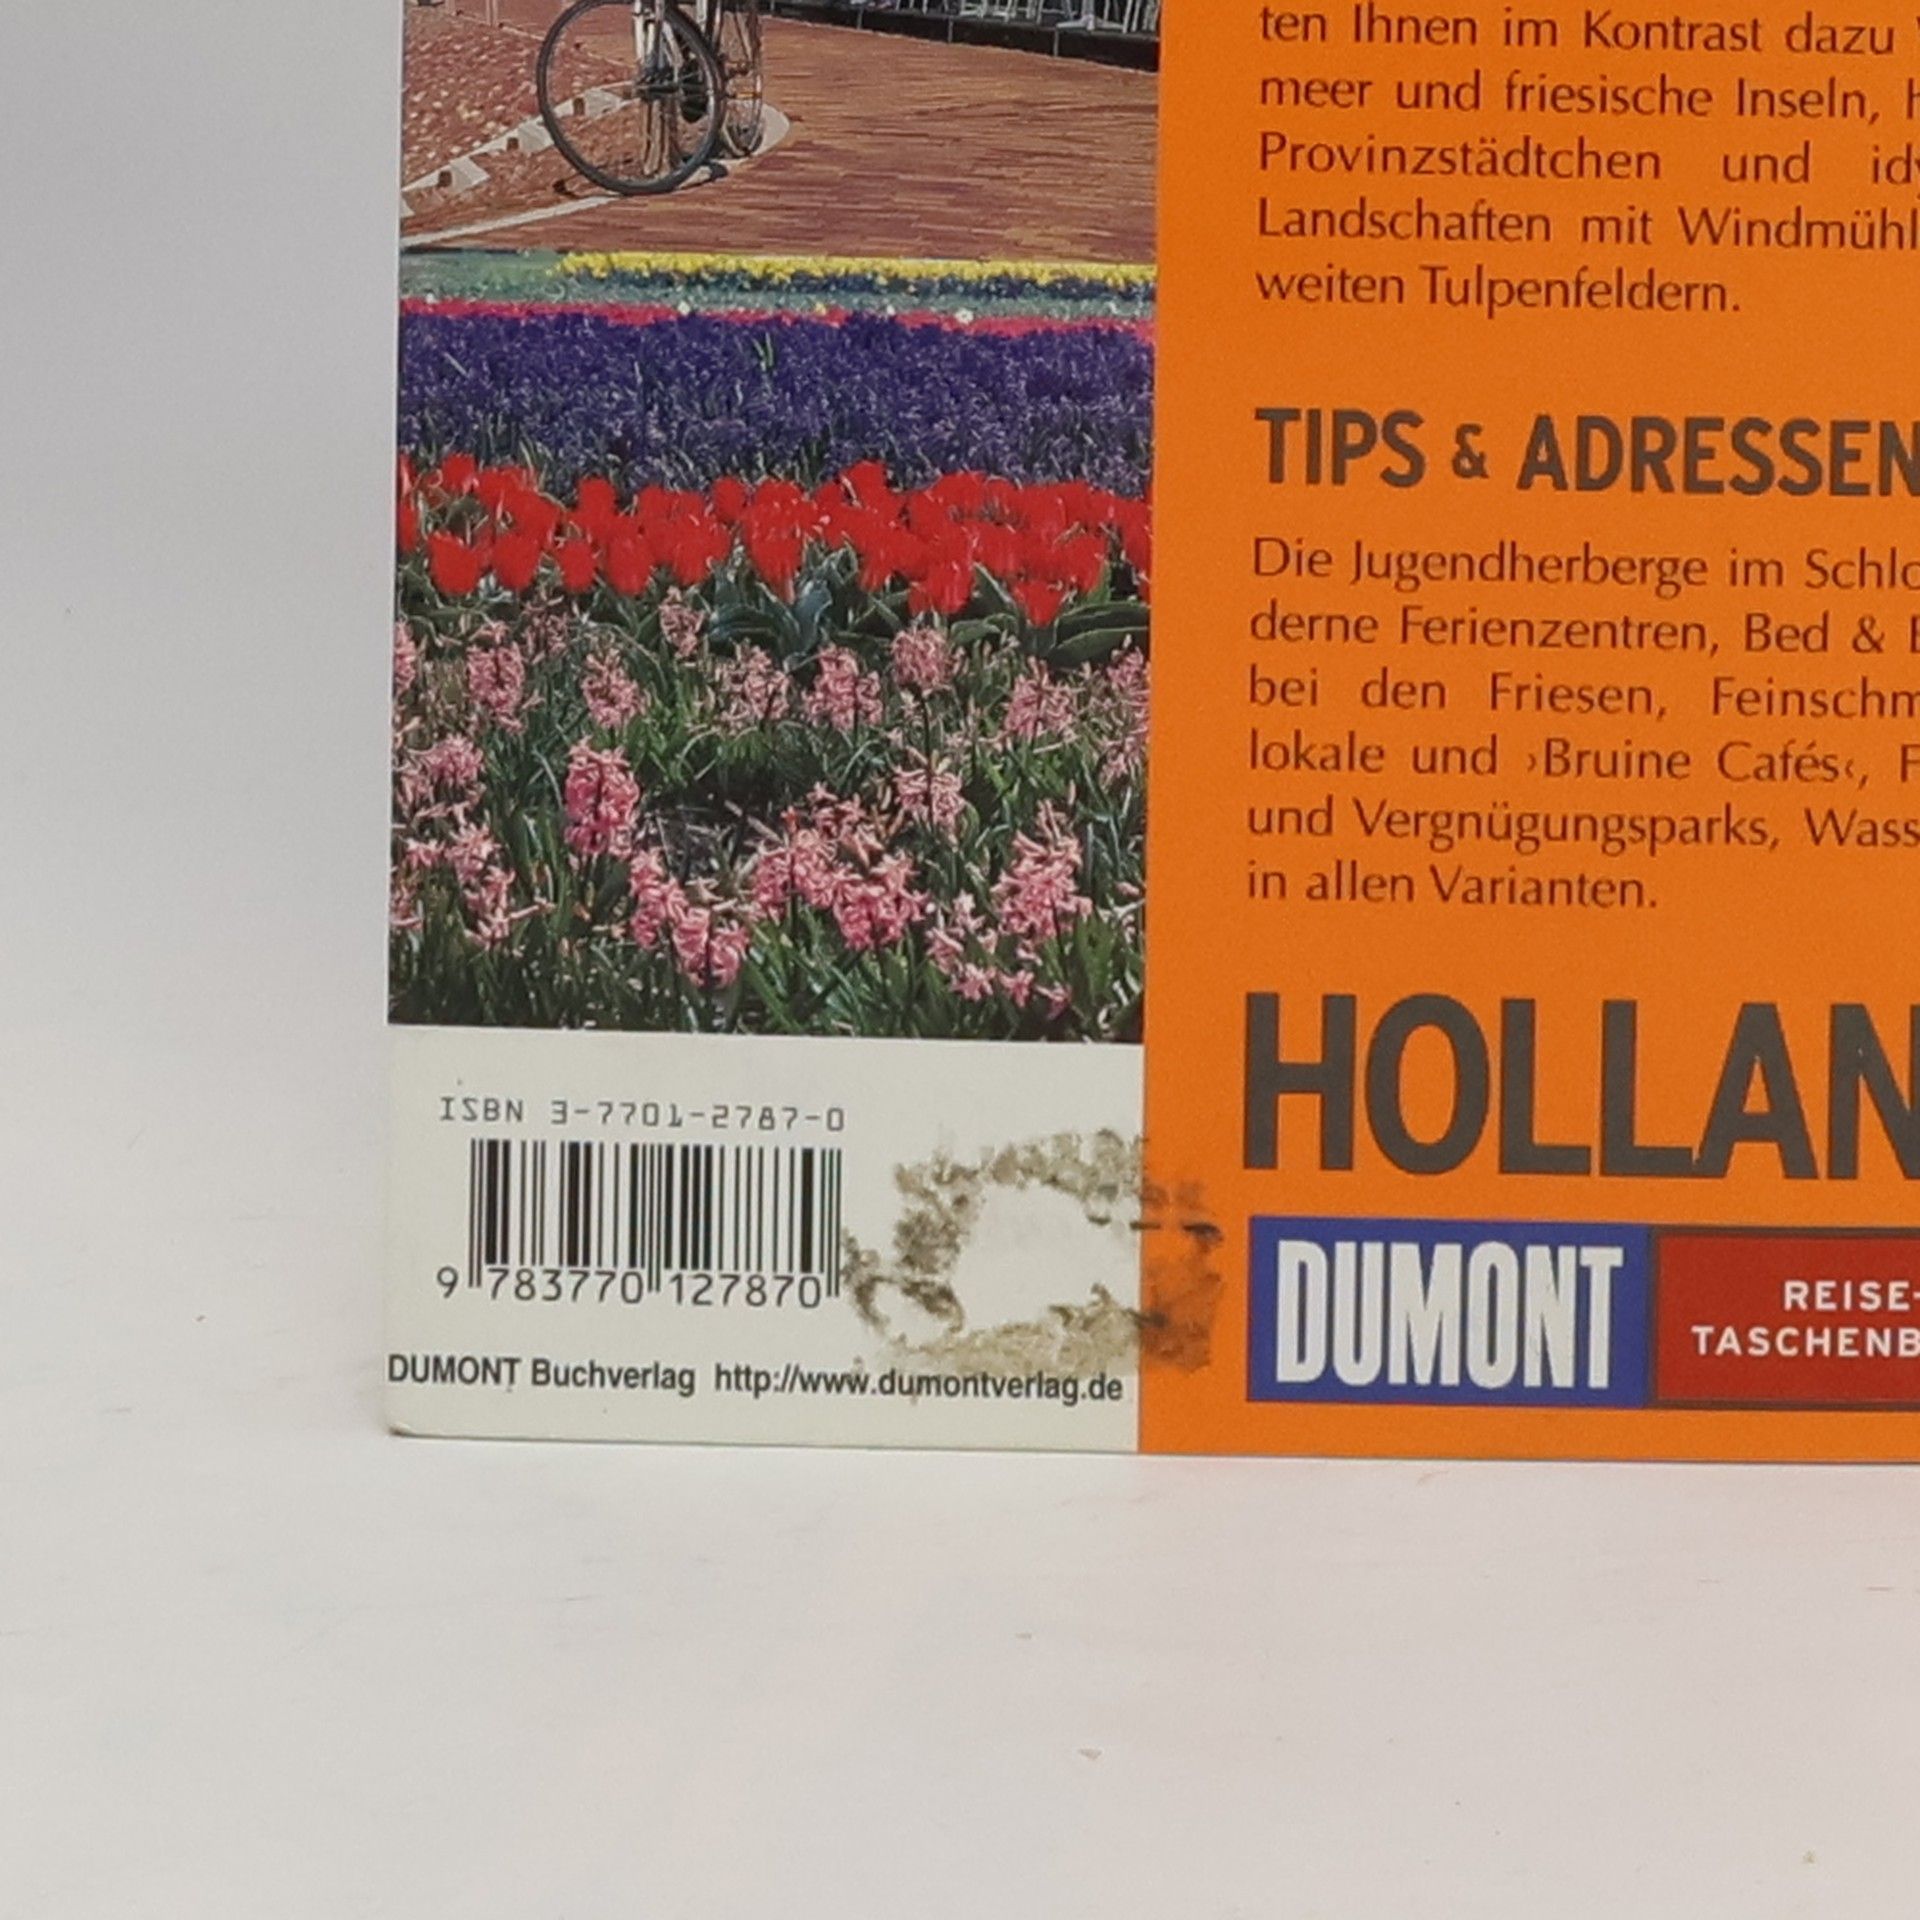 ten Ihnen im Kontrast dazu
meer und friesische Inseln,
Provinzstädtchen und
Landschaften mit
weiten Tulpenfeldern.
TIPS & ADRESSEN
Die Jugendherberge im
derne Ferienzentren, Bed &
bei den Friesen,
lokale und ›Bruine Cafés‹,
und Vergnügungsparks,
in allen Varianten.
HOLLAN
ISBN 3-7701-2787-0
9 783770 127870
DUMONT Buchverlag http://www.dumontverlag.de
DUMONT
REISE-
TASCHENB